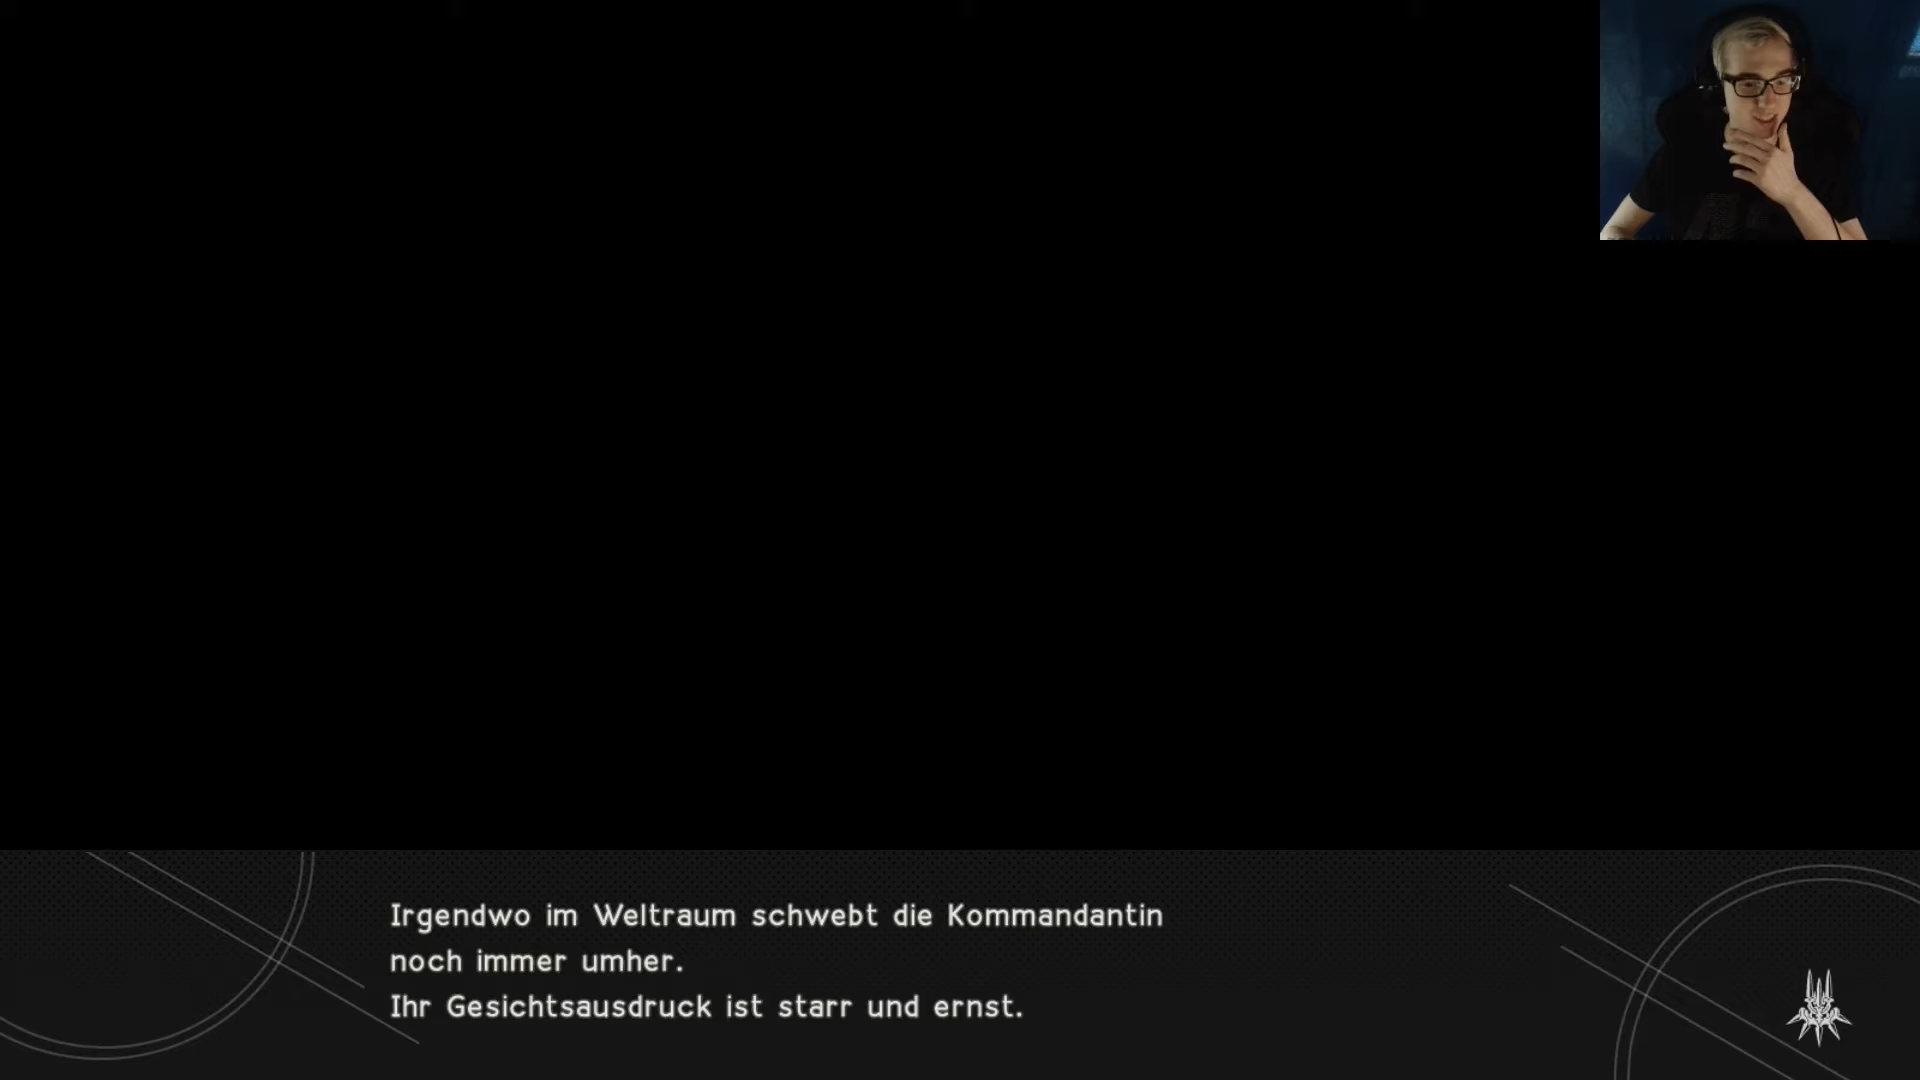 Irgendwo im Weltraum schwebt die Kommandantin
noch immer umher.
Ihr Gesichtsausdruck ist starr und ernst.